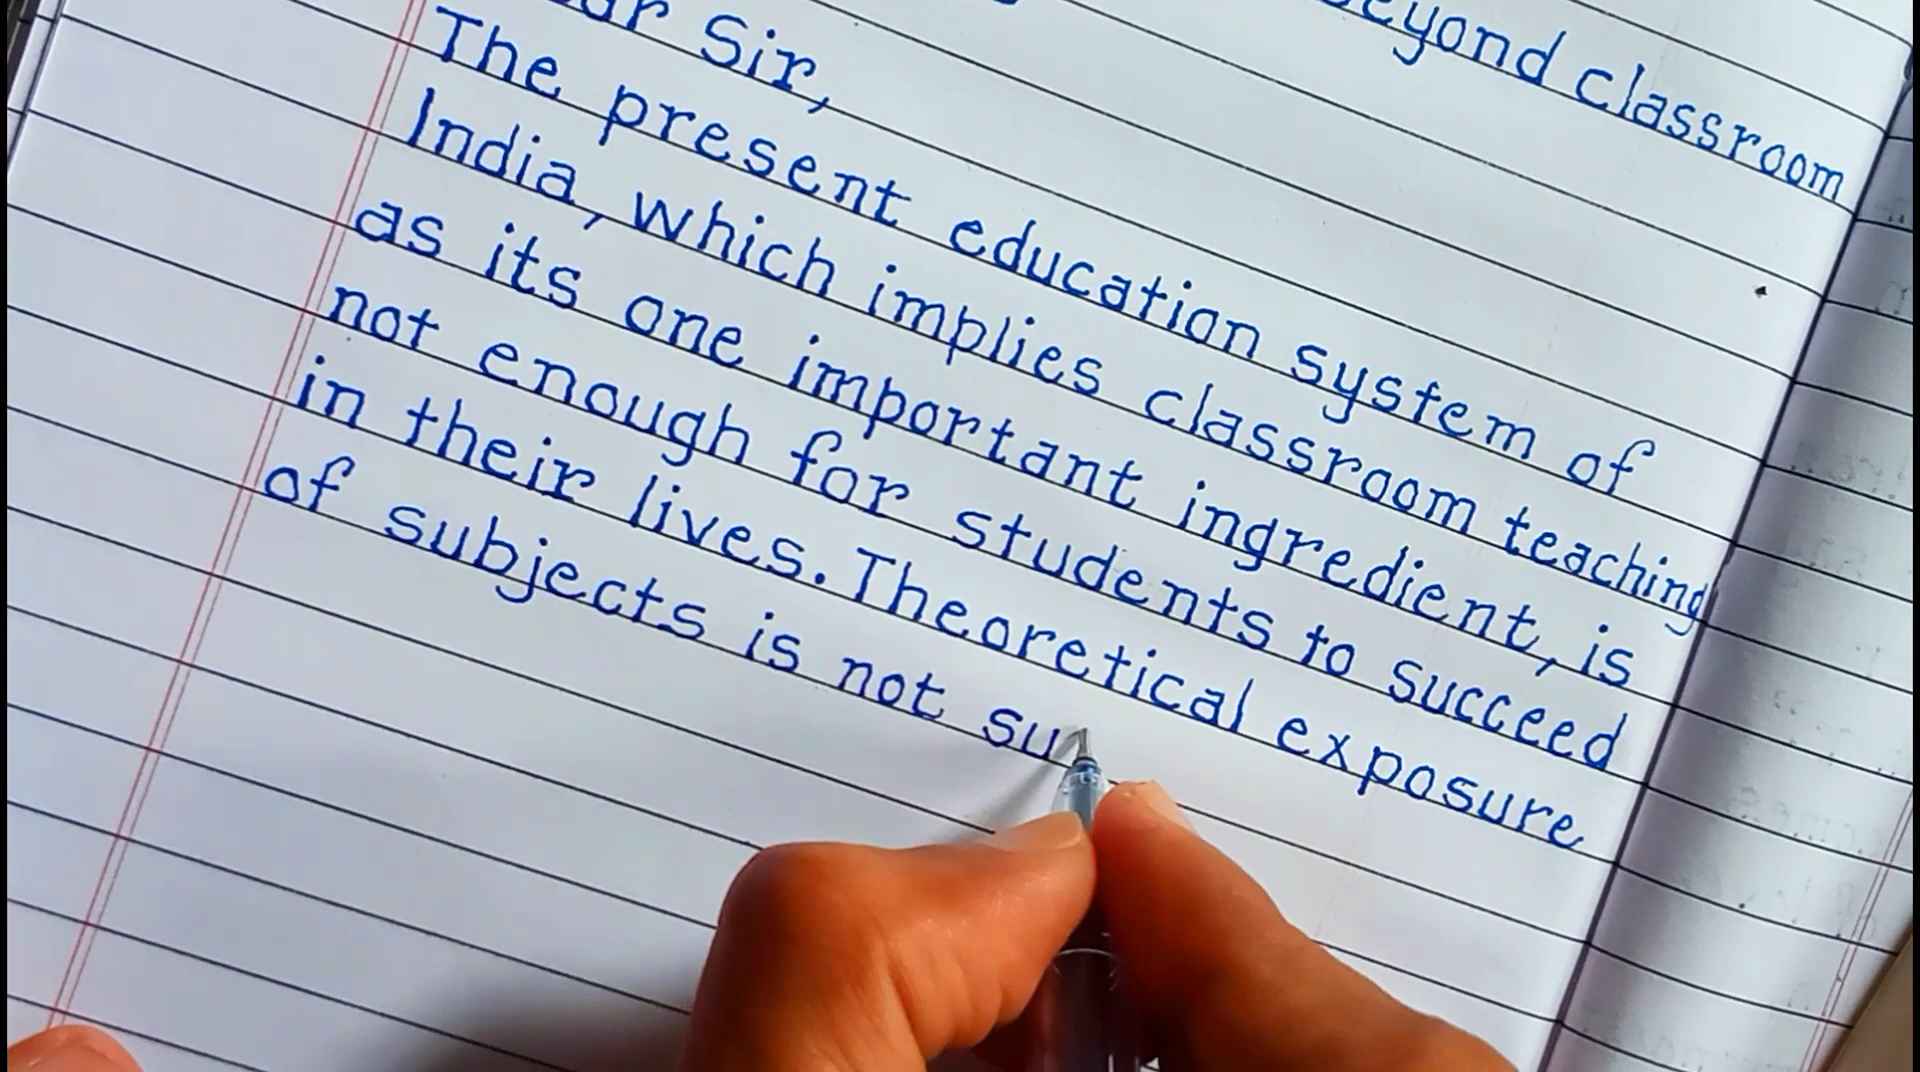 beyond classroom
Sir,
The present education system of
India, which implies classroom teaching
as its one important ingredient, is
not enough for students to succeed
in their lives. Theoretical exposure
of subjects is not su